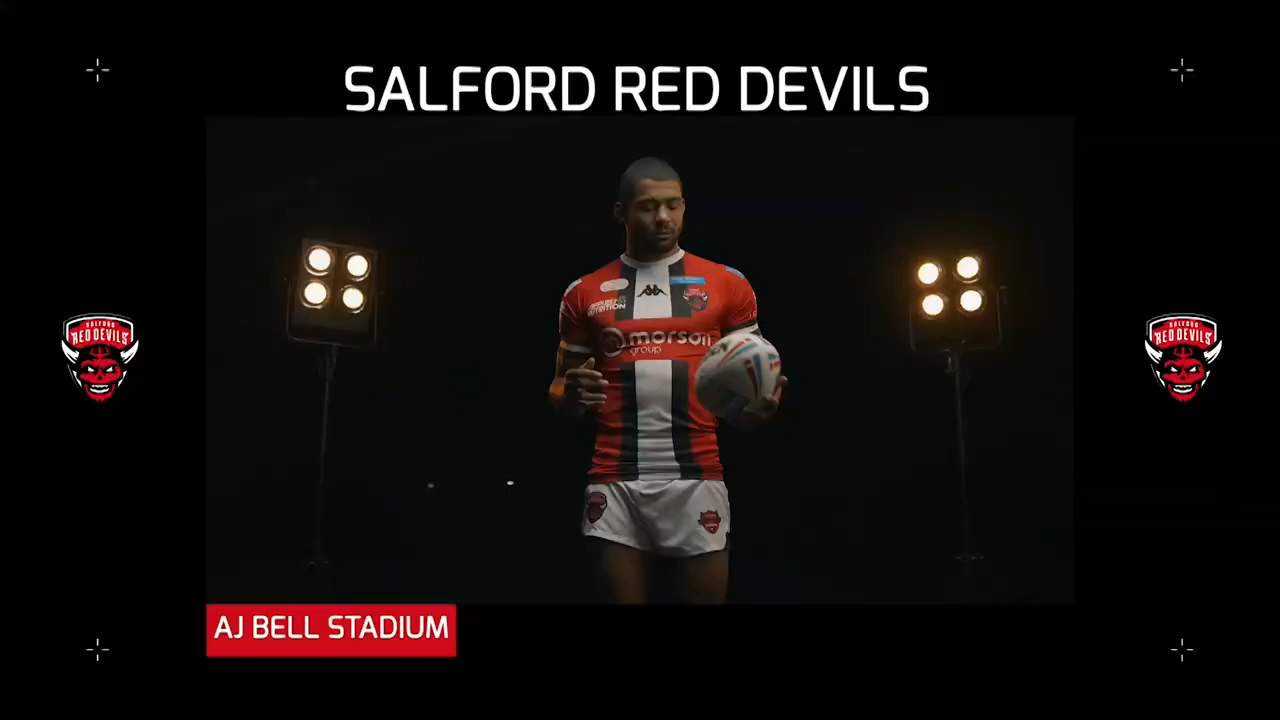 SALFORD RED DEVILS
SALFORD
RED DEVILS
SALFORD
RED DEVILS
morson
group
AJ BELL STADIUM